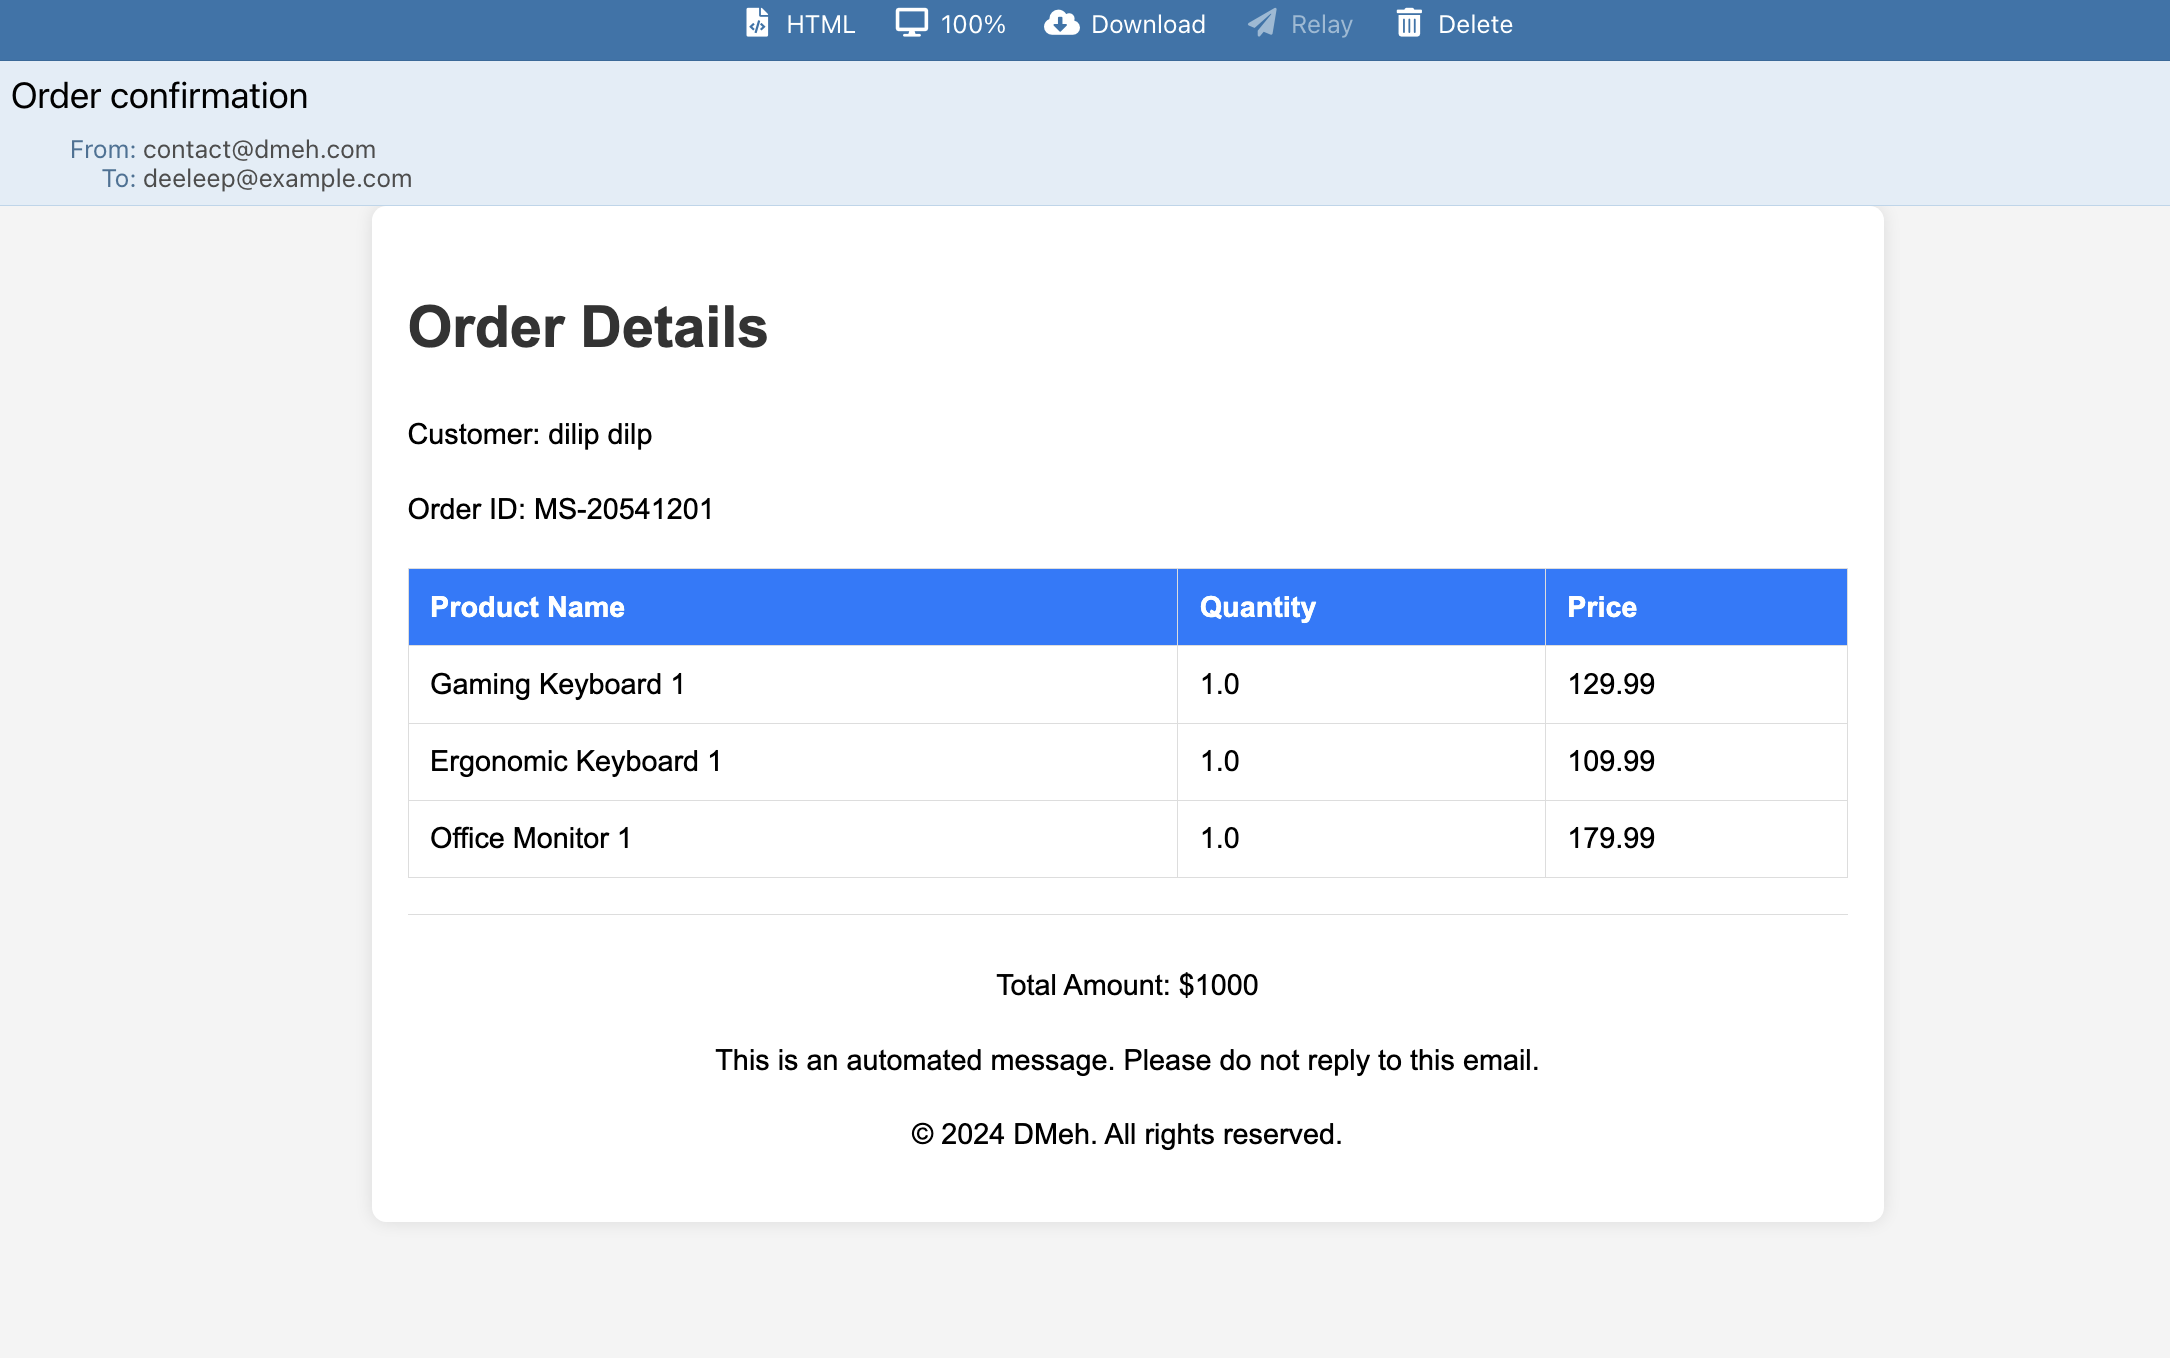 HTML 100% Download Relay Delete
Order confirmation
From: contact@dmeh.com
To: deeleep@example.com
Order Details
Customer: dilip dilp
Order ID: MS-20541201
Product Name Quantity Price
Gaming Keyboard 1 1.0 129.99
Ergonomic Keyboard 1 1.0 109.99
Office Monitor 1 1.0 179.99
Total Amount: $1000
This is an automated message. Please do not reply to this email.
© 2024 DMeh. All rights reserved.